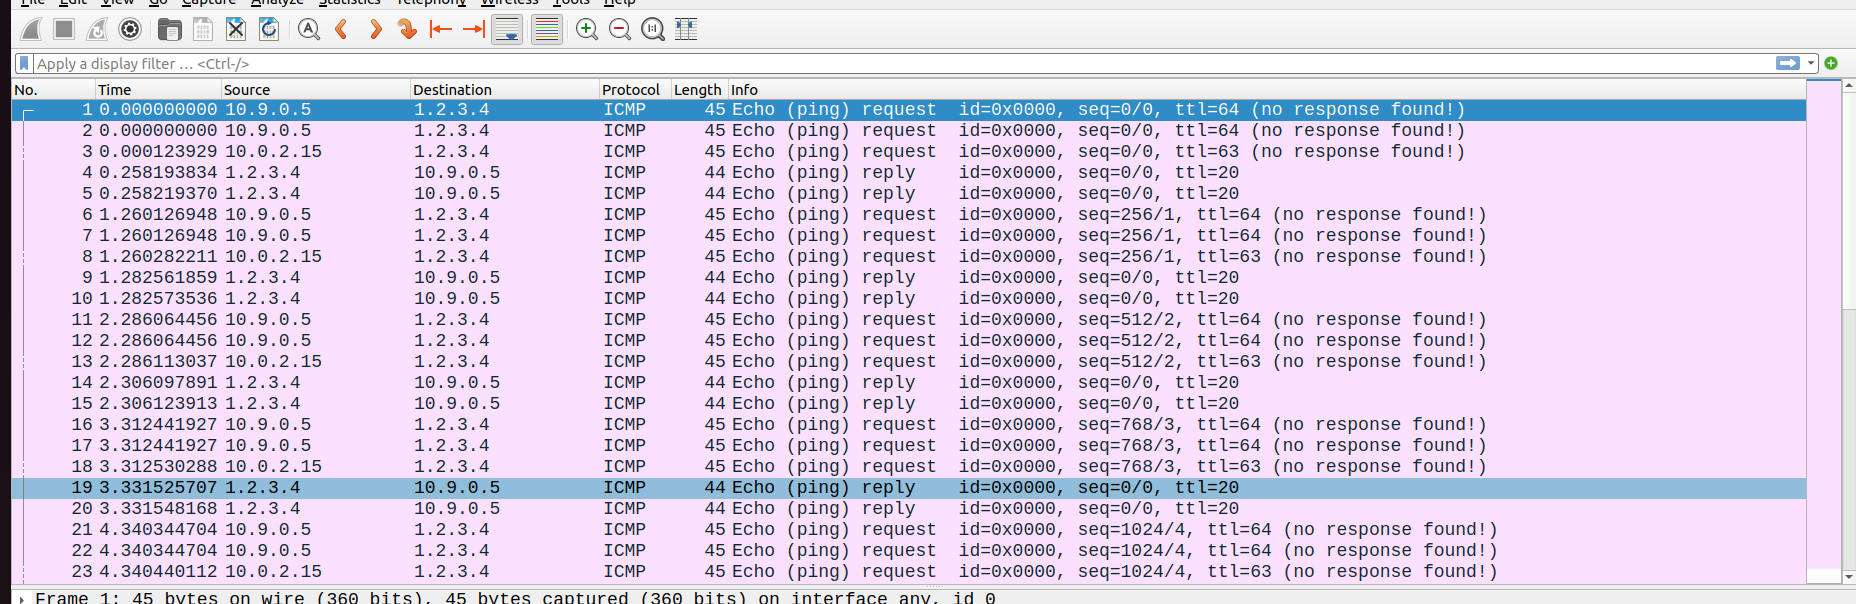 File Edit View Go Capture Analyze Statistics Telephony Wireless Tools Help
Apply a display filter … <Ctrl-/>
No. Time Source Destination Protocol Length Info
1 0.000000000 10.9.0.5 1.2.3.4 ICMP 45 Echo (ping) request id=0x0000, seq=0/0, ttl=64 (no response found!)
2 0.000000000 10.9.0.5 1.2.3.4 ICMP 45 Echo (ping) request id=0x0000, seq=0/0, ttl=64 (no response found!)
3 0.000123929 10.0.2.15 1.2.3.4 ICMP 45 Echo (ping) request id=0x0000, seq=0/0, ttl=63 (no response found!)
4 0.258193834 1.2.3.4 10.9.0.5 ICMP 44 Echo (ping) reply id=0x0000, seq=0/0, ttl=20
5 0.258219370 1.2.3.4 10.9.0.5 ICMP 44 Echo (ping) reply id=0x0000, seq=0/0, ttl=20
6 1.260126948 10.9.0.5 1.2.3.4 ICMP 45 Echo (ping) request id=0x0000, seq=256/1, ttl=64 (no response found!)
7 1.260126948 10.9.0.5 1.2.3.4 ICMP 45 Echo (ping) request id=0x0000, seq=256/1, ttl=64 (no response found!)
8 1.260282211 10.0.2.15 1.2.3.4 ICMP 45 Echo (ping) request id=0x0000, seq=256/1, ttl=63 (no response found!)
9 1.282561859 1.2.3.4 10.9.0.5 ICMP 44 Echo (ping) reply id=0x0000, seq=0/0, ttl=20
10 1.282573536 1.2.3.4 10.9.0.5 ICMP 44 Echo (ping) reply id=0x0000, seq=0/0, ttl=20
11 2.286064456 10.9.0.5 1.2.3.4 ICMP 45 Echo (ping) request id=0x0000, seq=512/2, ttl=64 (no response found!)
12 2.286064456 10.9.0.5 1.2.3.4 ICMP 45 Echo (ping) request id=0x0000, seq=512/2, ttl=64 (no response found!)
13 2.286113037 10.0.2.15 1.2.3.4 ICMP 45 Echo (ping) request id=0x0000, seq=512/2, ttl=63 (no response found!)
14 2.306097891 1.2.3.4 10.9.0.5 ICMP 44 Echo (ping) reply id=0x0000, seq=0/0, ttl=20
15 2.306123913 1.2.3.4 10.9.0.5 ICMP 44 Echo (ping) reply id=0x0000, seq=0/0, ttl=20
16 3.312441927 10.9.0.5 1.2.3.4 ICMP 45 Echo (ping) request id=0x0000, seq=768/3, ttl=64 (no response found!)
17 3.312441927 10.9.0.5 1.2.3.4 ICMP 45 Echo (ping) request id=0x0000, seq=768/3, ttl=64 (no response found!)
18 3.312530288 10.0.2.15 1.2.3.4 ICMP 45 Echo (ping) request id=0x0000, seq=768/3, ttl=63 (no response found!)
19 3.331525707 1.2.3.4 10.9.0.5 ICMP 44 Echo (ping) reply id=0x0000, seq=0/0, ttl=20
20 3.331548168 1.2.3.4 10.9.0.5 ICMP 44 Echo (ping) reply id=0x0000, seq=0/0, ttl=20
21 4.340344704 10.9.0.5 1.2.3.4 ICMP 45 Echo (ping) request id=0x0000, seq=1024/4, ttl=64 (no response found!)
22 4.340344704 10.9.0.5 1.2.3.4 ICMP 45 Echo (ping) request id=0x0000, seq=1024/4, ttl=64 (no response found!)
23 4.340440112 10.0.2.15 1.2.3.4 ICMP 45 Echo (ping) request id=0x0000, seq=1024/4, ttl=63 (no response found!)
Frame 1: 45 bytes on wire (360 bits), 45 bytes captured (360 bits) on interface any, id 0